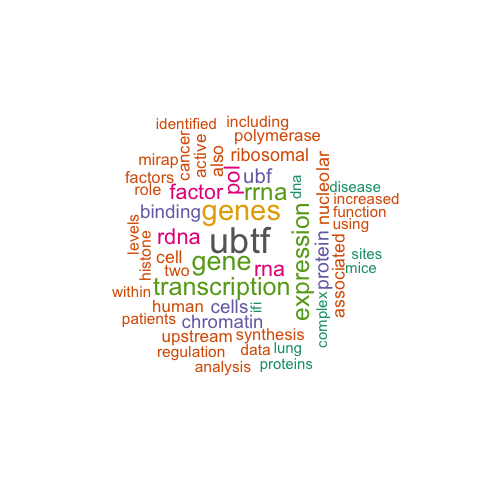 identified
including
polymerase
cancer
active
also
ribosomal
mirap
factors
role
factor
pol
ubf
rrna
dna
nucleolar
disease
increased
function
using
binding
genes
levels
histone
rdna
ubtf
expression
protein
associated
sites
mice
cell
two
gene
rna
within
transcription
human
cells
ifi
complex
patients
chromatin
upstream
synthesis
regulation
data
lung
analysis
proteins